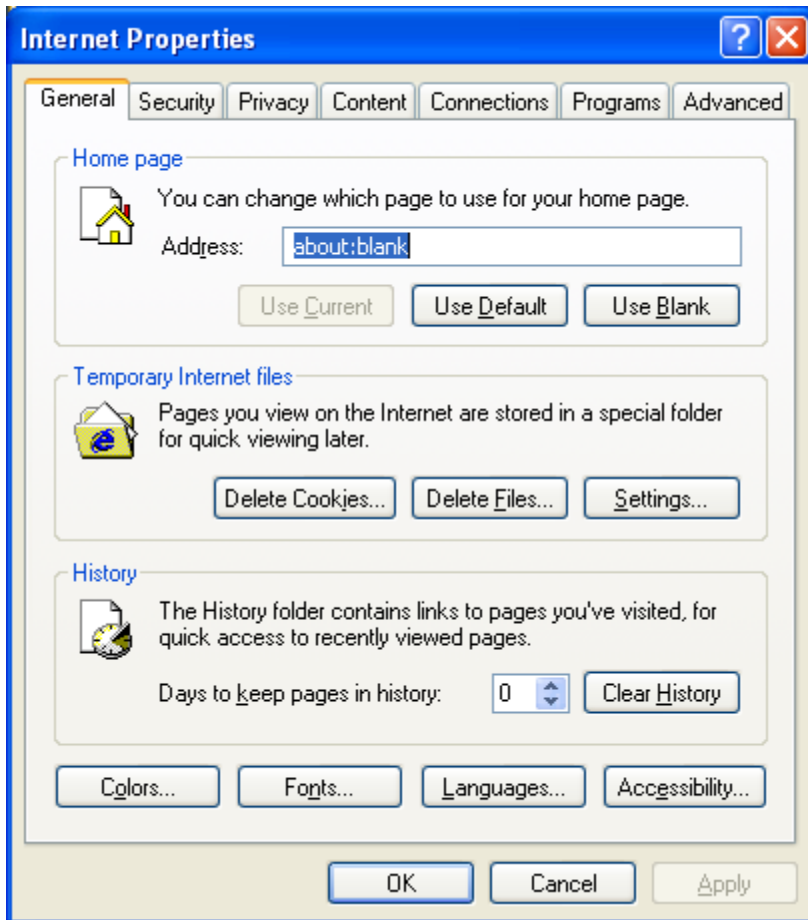 Internet Properties
General Security Privacy Content Connections Programs Advanced
Home page
You can change which page to use for your home page.
Address: about:blank
Use Current Use Default Use Blank
Temporary Internet files
Pages you view on the Internet are stored in a special folder
for quick viewing later.
Delete Cookies... Delete Files... Settings...
History
The History folder contains links to pages you've visited, for
quick access to recently viewed pages.
Days to keep pages in history: 0 Clear History
Colors... Fonts... Languages... Accessibility...
OK Cancel Apply